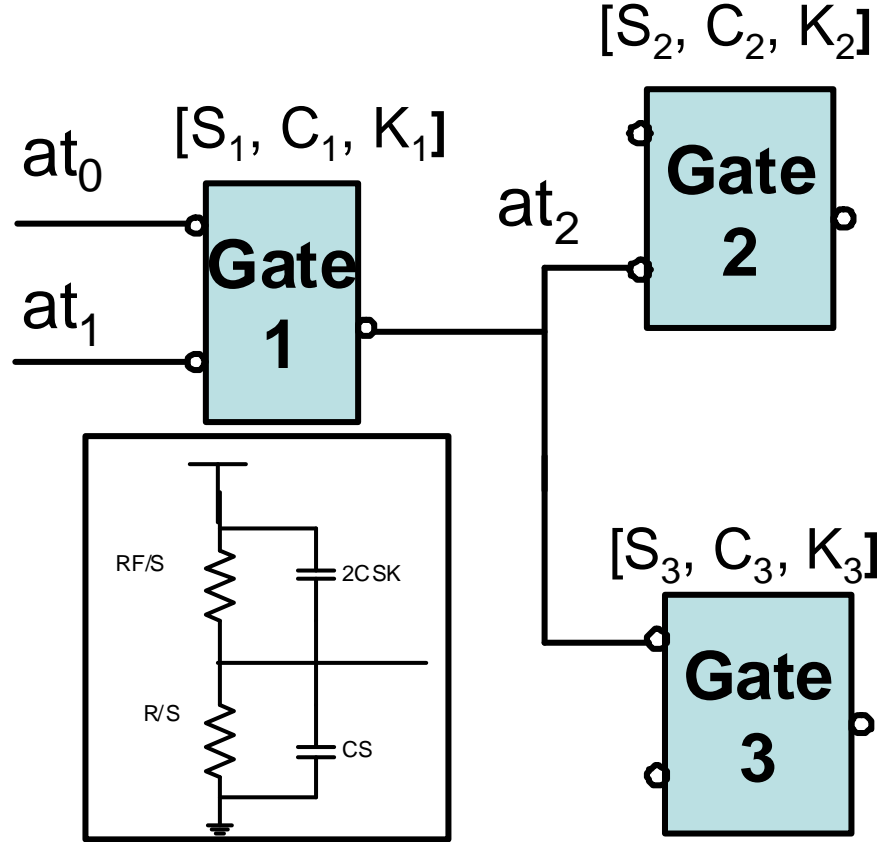 [S₂, C₂, K₂]
at₀
[S₁, C₁, K₁]
Gate
2
at₂
Gate
1
at₁
[S₃, C₃, K₃]
RF/S
2CSK
Gate
3
R/S
CS